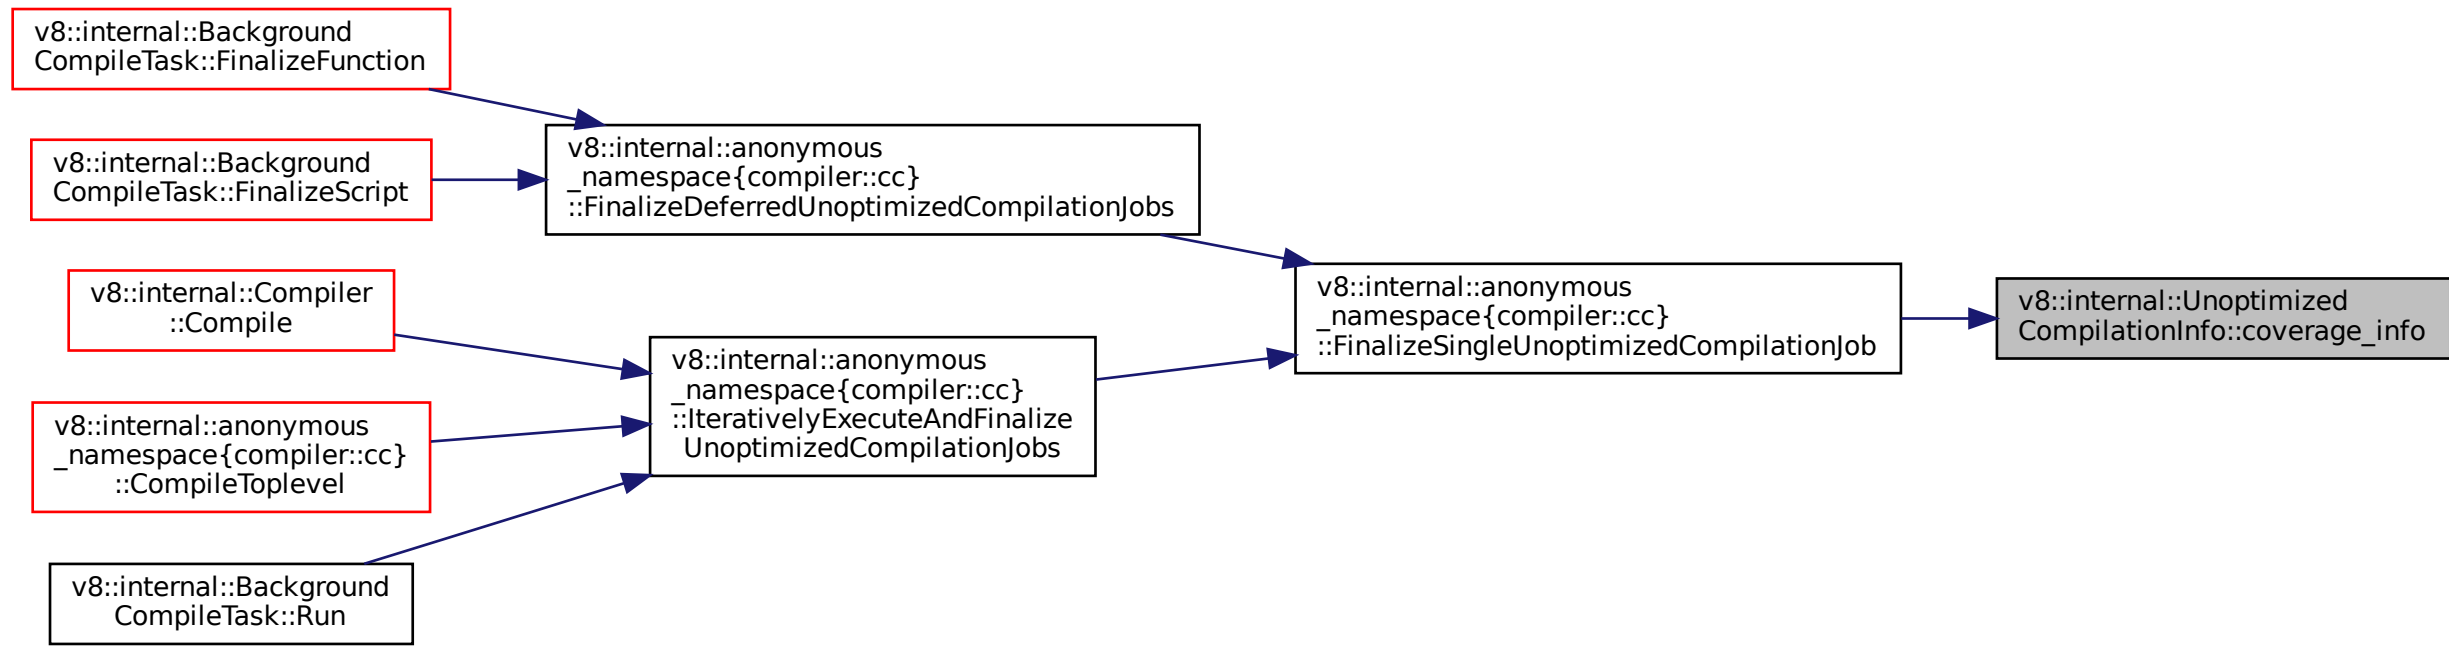 v8::internal::Background
CompileTask::FinalizeFunction
v8::internal::Background
CompileTask::FinalizeScript
v8::internal::Compiler
::Compile
v8::internal::anonymous
_namespace{compiler::cc}
::CompileToplevel
v8::internal::Background
CompileTask::Run
v8::internal::anonymous
_namespace{compiler::cc}
::FinalizeDeferredUnoptimizedCompilationJobs
v8::internal::anonymous
_namespace{compiler::cc}
::IterativelyExecuteAndFinalize
UnoptimizedCompilationJobs
v8::internal::anonymous
_namespace{compiler::cc}
::FinalizeSingleUnoptimizedCompilationJob
v8::internal::Unoptimized
CompilationInfo::coverage_info